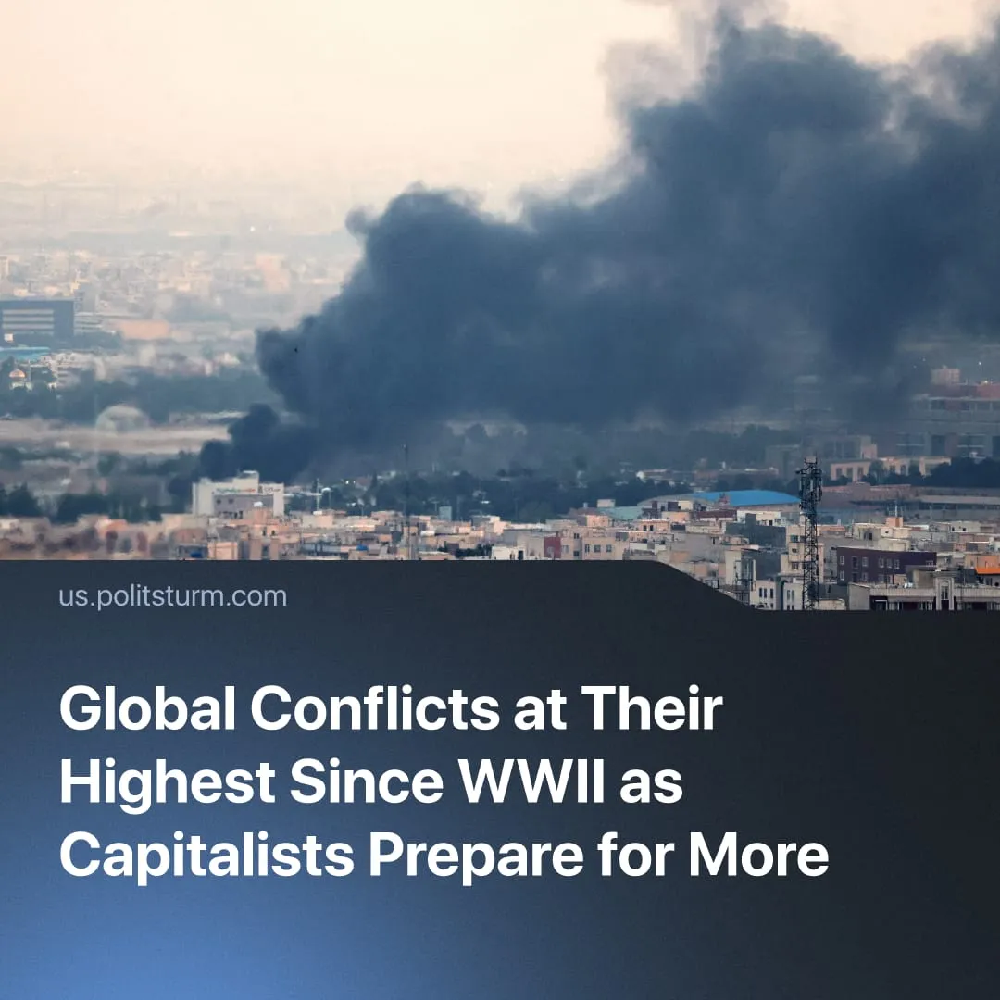 us.politsturm.com
Global Conflicts at Their
Highest Since WWII as
Capitalists Prepare for More